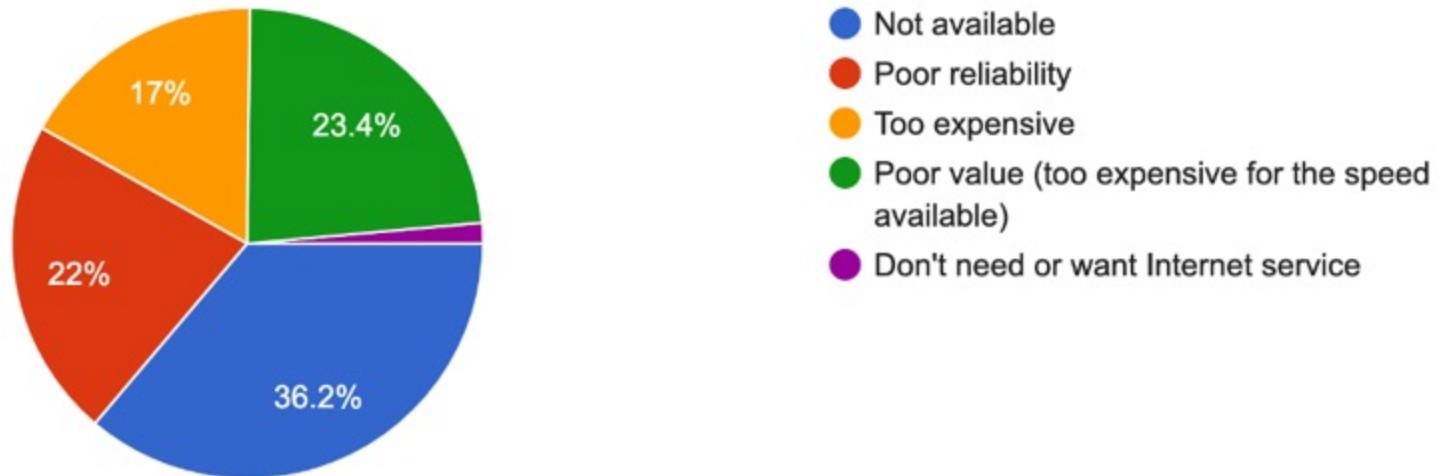 17%
23.4%
22%
36.2%
Not available
Poor reliability
Too expensive
Poor value (too expensive for the speed
available)
Don't need or want Internet service